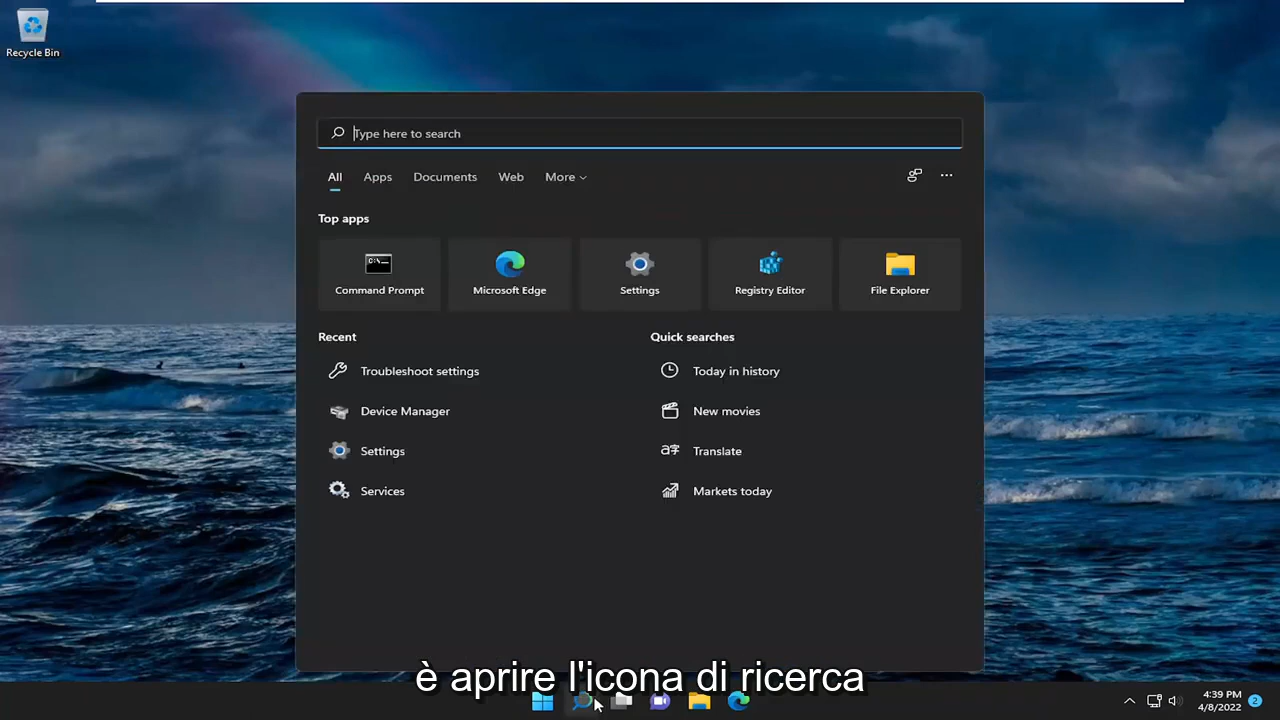 Recycle Bin
Type here to search
All Apps Documents Web More
Top apps
Command Prompt Microsoft Edge Settings Registry Editor File Explorer
Recent Quick searches
Troubleshoot settings Today in history
Device Manager New movies
Settings Translate
Services Markets today
è aprire l'icona di ricerca
4:39 PM
4/8/2022 2